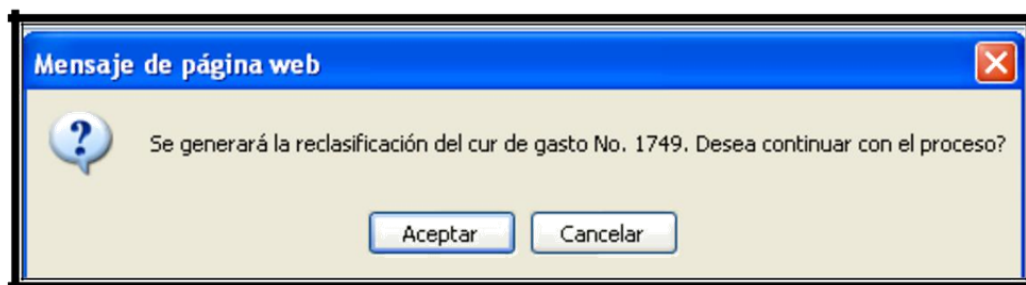 Mensaje de página web
Se generará la reclasificación del cur de gasto No. 1749. Desea continuar con el proceso?
Aceptar Cancelar